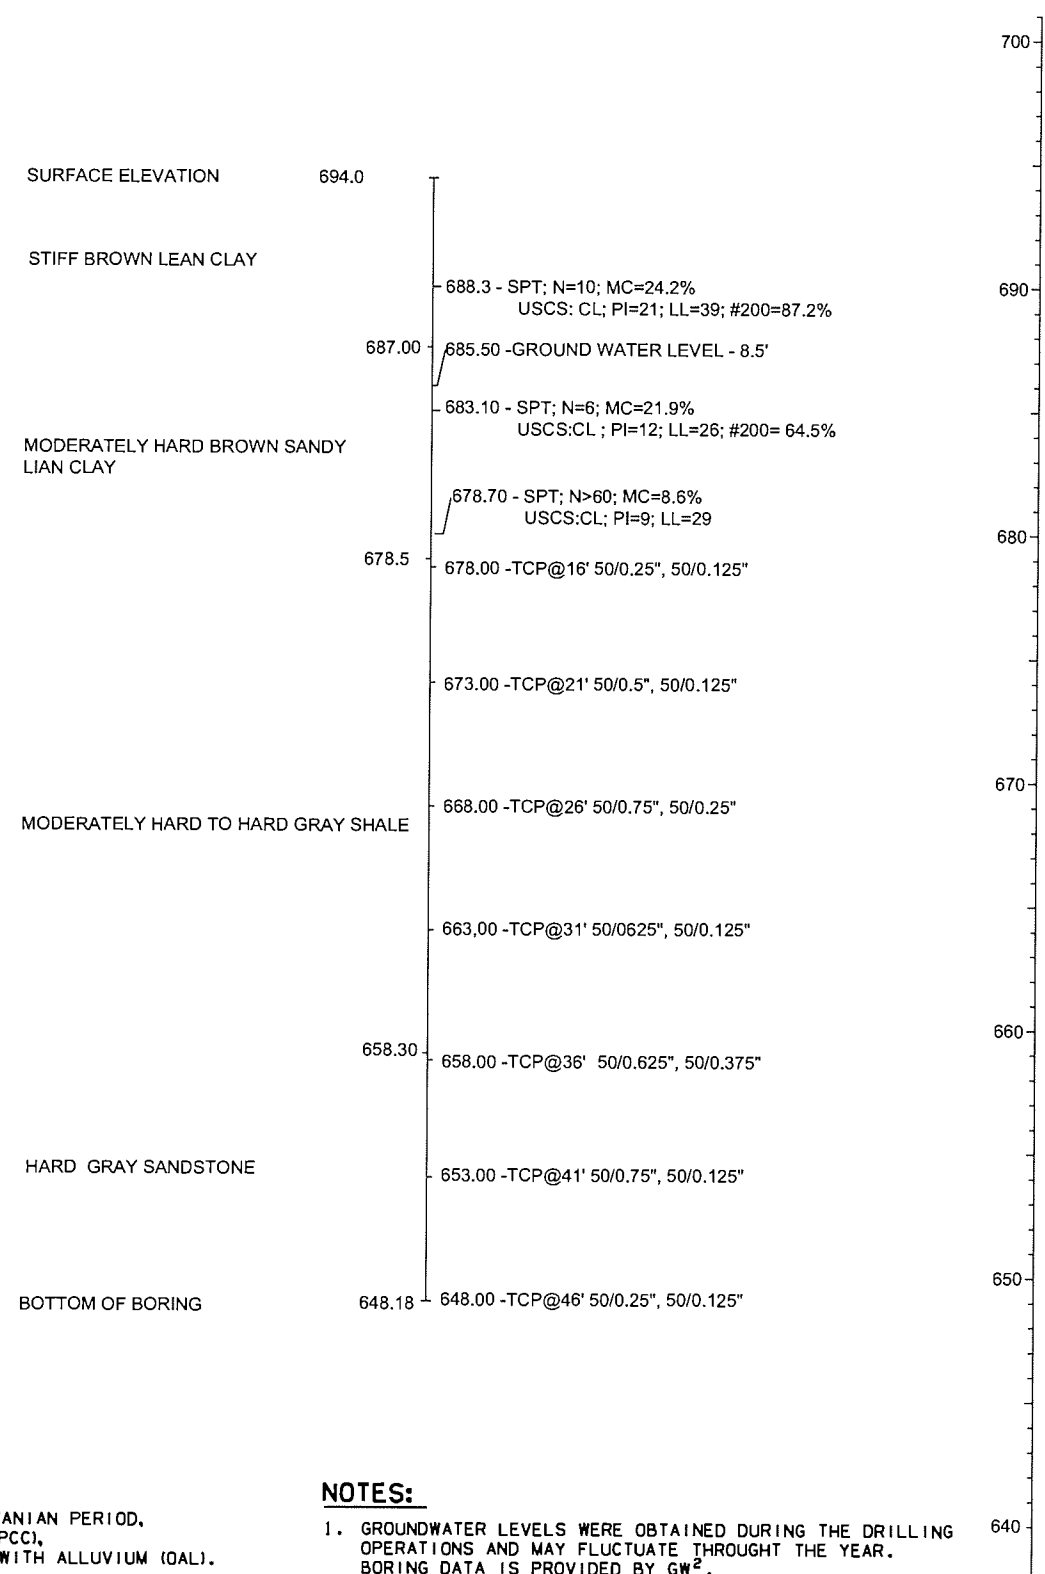 700
SURFACE ELEVATION 694.0
STIFF BROWN LEAN CLAY
688.3 - SPT; N=10; MC=24.2%
690
USCS: CL; PI=21; LL=39; #200=87.2%
687.00
685.50 -GROUND WATER LEVEL - 8.5'
683.10 - SPT; N=6; MC=21.9%
USCS:CL ; PI=12; LL=26; #200= 64.5%
MODERATELY HARD BROWN SANDY
LIAN CLAY
678.70 - SPT; N>60; MC=8.6%
USCS:CL; PI=9; LL=29
680
678.5
678.00 -TCP@16' 50/0.25", 50/0.125"
673.00 -TCP@21' 50/0.5", 50/0.125"
670
668.00 -TCP@26' 50/0.75", 50/0.25"
MODERATELY HARD TO HARD GRAY SHALE
663,00 -TCP@31' 50/0625", 50/0.125"
660
658.30
658.00 -TCP@36' 50/0.625", 50/0.375"
HARD GRAY SANDSTONE
653.00 -TCP@41' 50/0.75", 50/0.125"
650
BOTTOM OF BORING 648.18
648.00 -TCP@46' 50/0.25", 50/0.125"
ANIAN PERIOD,
PCC),
WITH ALLUVIUM (QAL).
NOTES:
1. GROUNDWATER LEVELS WERE OBTAINED DURING THE DRILLING
OPERATIONS AND MAY FLUCTUATE THROUGHT THE YEAR.
BORING DATA IS PROVIDED BY GW².
640